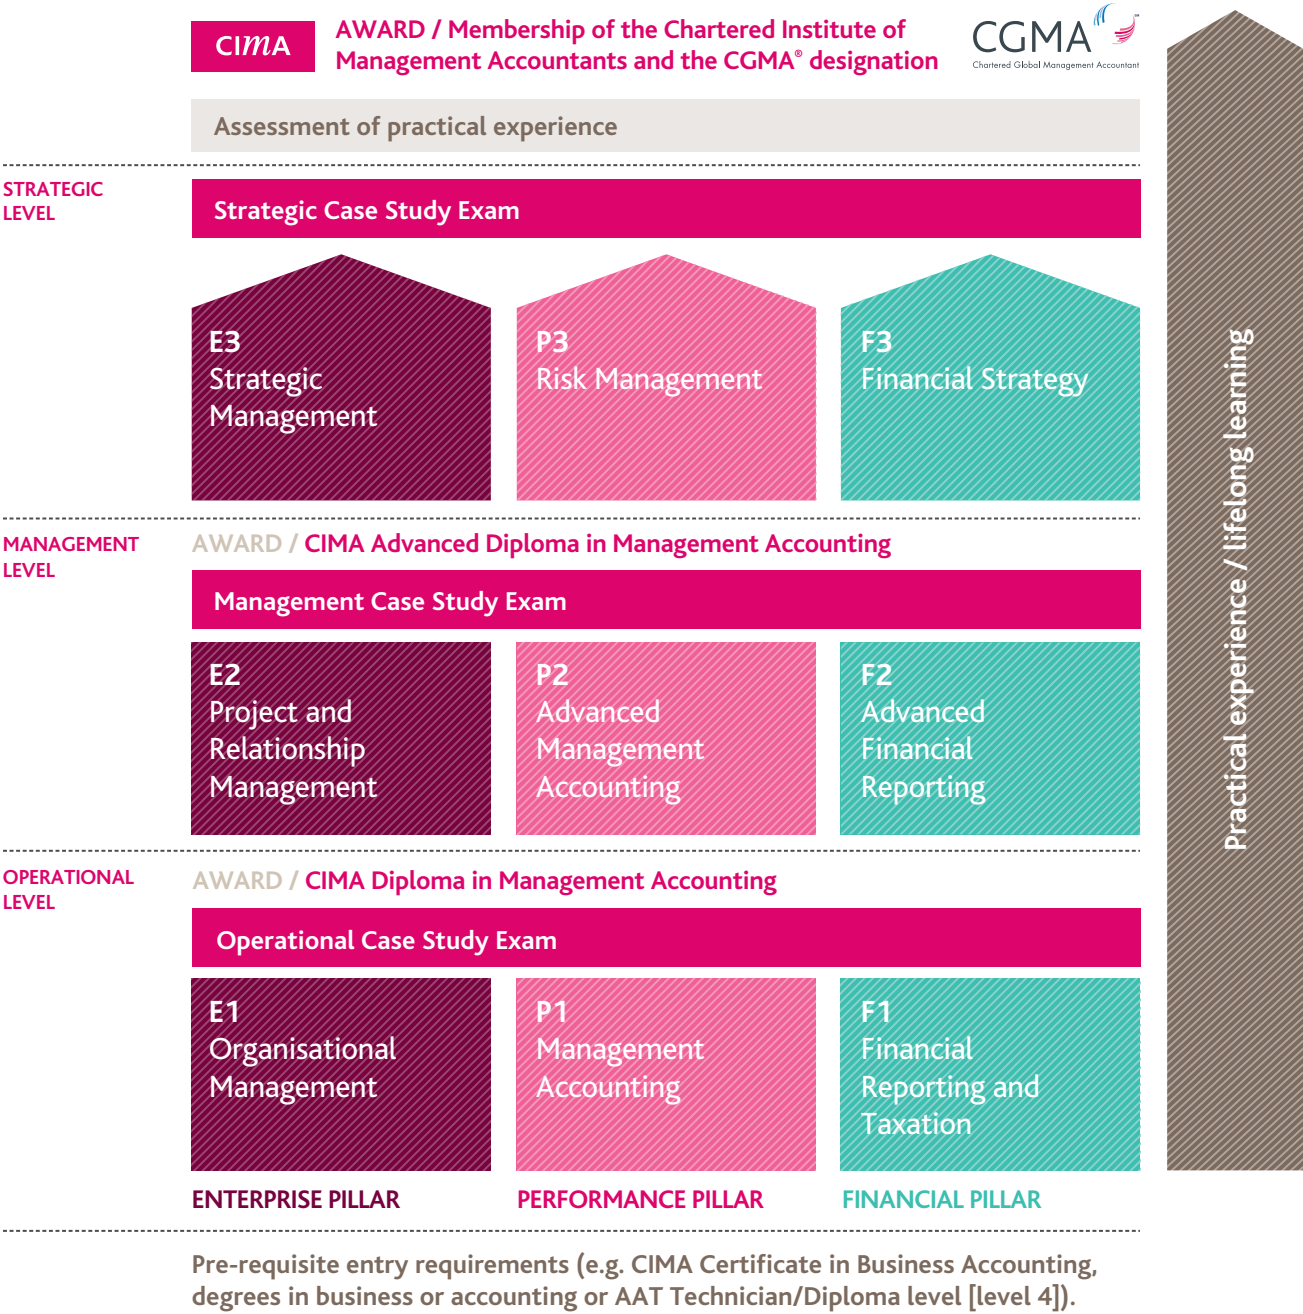 CIMA
AWARD / Membership of the Chartered Institute of
Management Accountants and the CGMA® designation
CGMA™
Chartered Global Management Accountant
Assessment of practical experience
STRATEGIC
LEVEL
Strategic Case Study Exam
E3
Strategic
Management
P3
Risk Management
F3
Financial Strategy
MANAGEMENT
LEVEL
AWARD / CIMA Advanced Diploma in Management Accounting
Management Case Study Exam
E2
Project and
Relationship
Management
P2
Advanced
Management
Accounting
F2
Advanced
Financial
Reporting
OPERATIONAL
LEVEL
AWARD / CIMA Diploma in Management Accounting
Operational Case Study Exam
E1
Organisational
Management
P1
Management
Accounting
F1
Financial
Reporting and
Taxation
ENTERPRISE PILLAR
PERFORMANCE PILLAR
FINANCIAL PILLAR
Pre-requisite entry requirements (e.g. CIMA Certificate in Business Accounting,
degrees in business or accounting or AAT Technician/Diploma level [level 4]).
Practical experience / lifelong learning